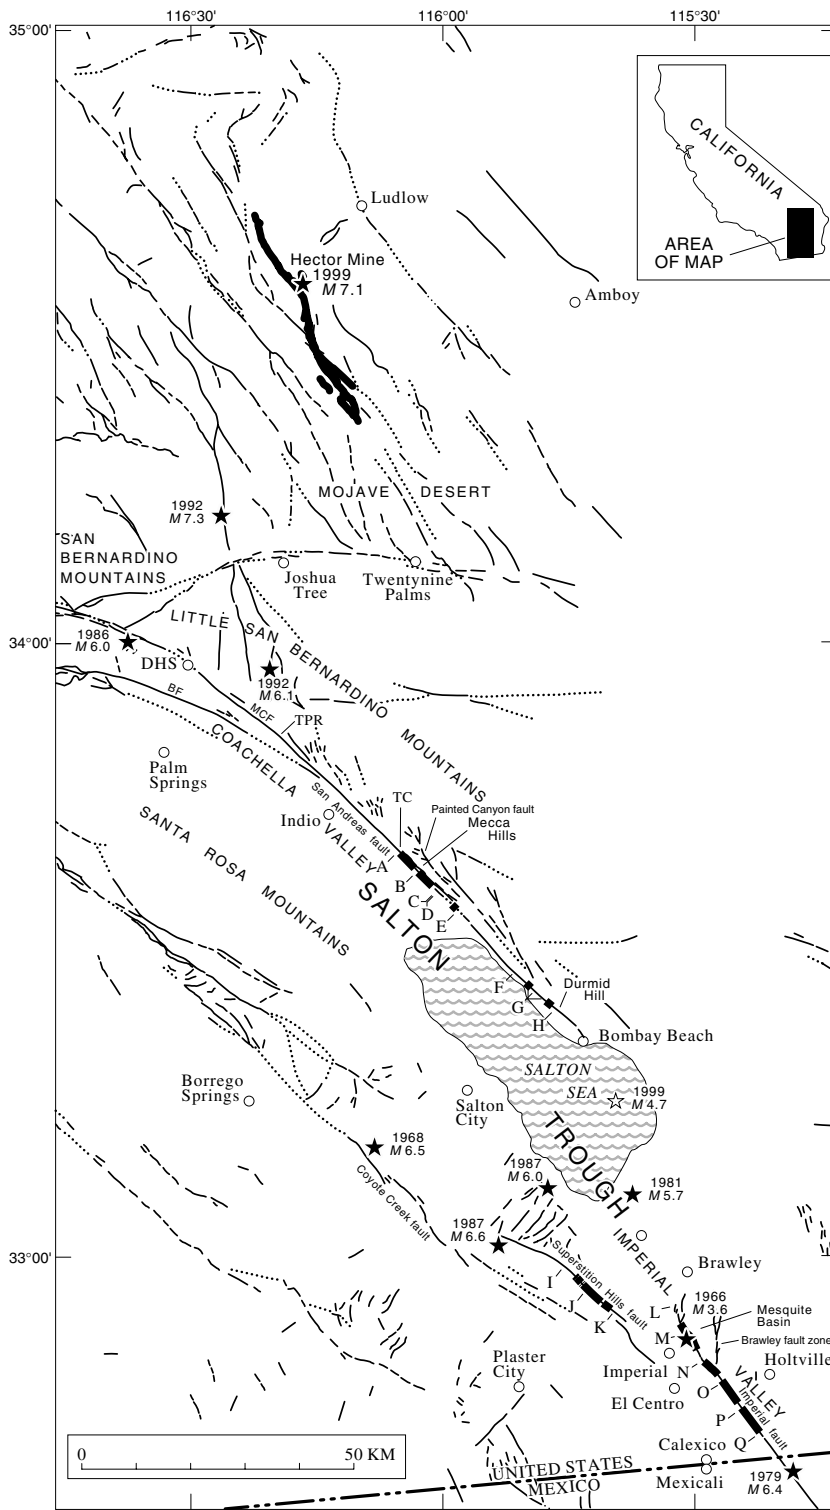 116°30'
116°00'
115°30'
35°00'
CALIFORNIA
AREA
OF MAP
Ludlow
Hector Mine
1999
M 7.1
Amboy
1992
M 7.3
MOJAVE DESERT
SAN
BERNARDINO
MOUNTAINS
Joshua
Tree
Twentynine
Palms
34°00'
1986
M 6.0
LITTLE SAN BERNARDINO MOUNTAINS
DHS
1992
M 6.1
BF
MCF
TPR
COACHELLA VALLEY
Palm
Springs
San Andreas fault
TC
Painted Canyon fault
Mecca
Hills
Indio
SANTA ROSA MOUNTAINS
A
B
C
D
E
SALTON TROUGH
F
G
H
Durmid
Hill
Bombay Beach
SALTON
SEA
1999
M 4.7
Borrego
Springs
Salton
City
1968
M 6.5
Coyote Creek fault
1987
M 6.0
1981
M 5.7
1987
M 6.6
33°00'
Superstition Hills fault
IMPERIAL VALLEY
I
J
K
Brawley
L
1966
M 3.6
Mesquite
Basin
M
Brawley fault zone
Imperial
N
Holtville
Plaster
City
El Centro
O
Imperial fault
P
Q
Calexico
Mexicali
1979
M 6.4
0
50 KM
UNITED STATES
MEXICO